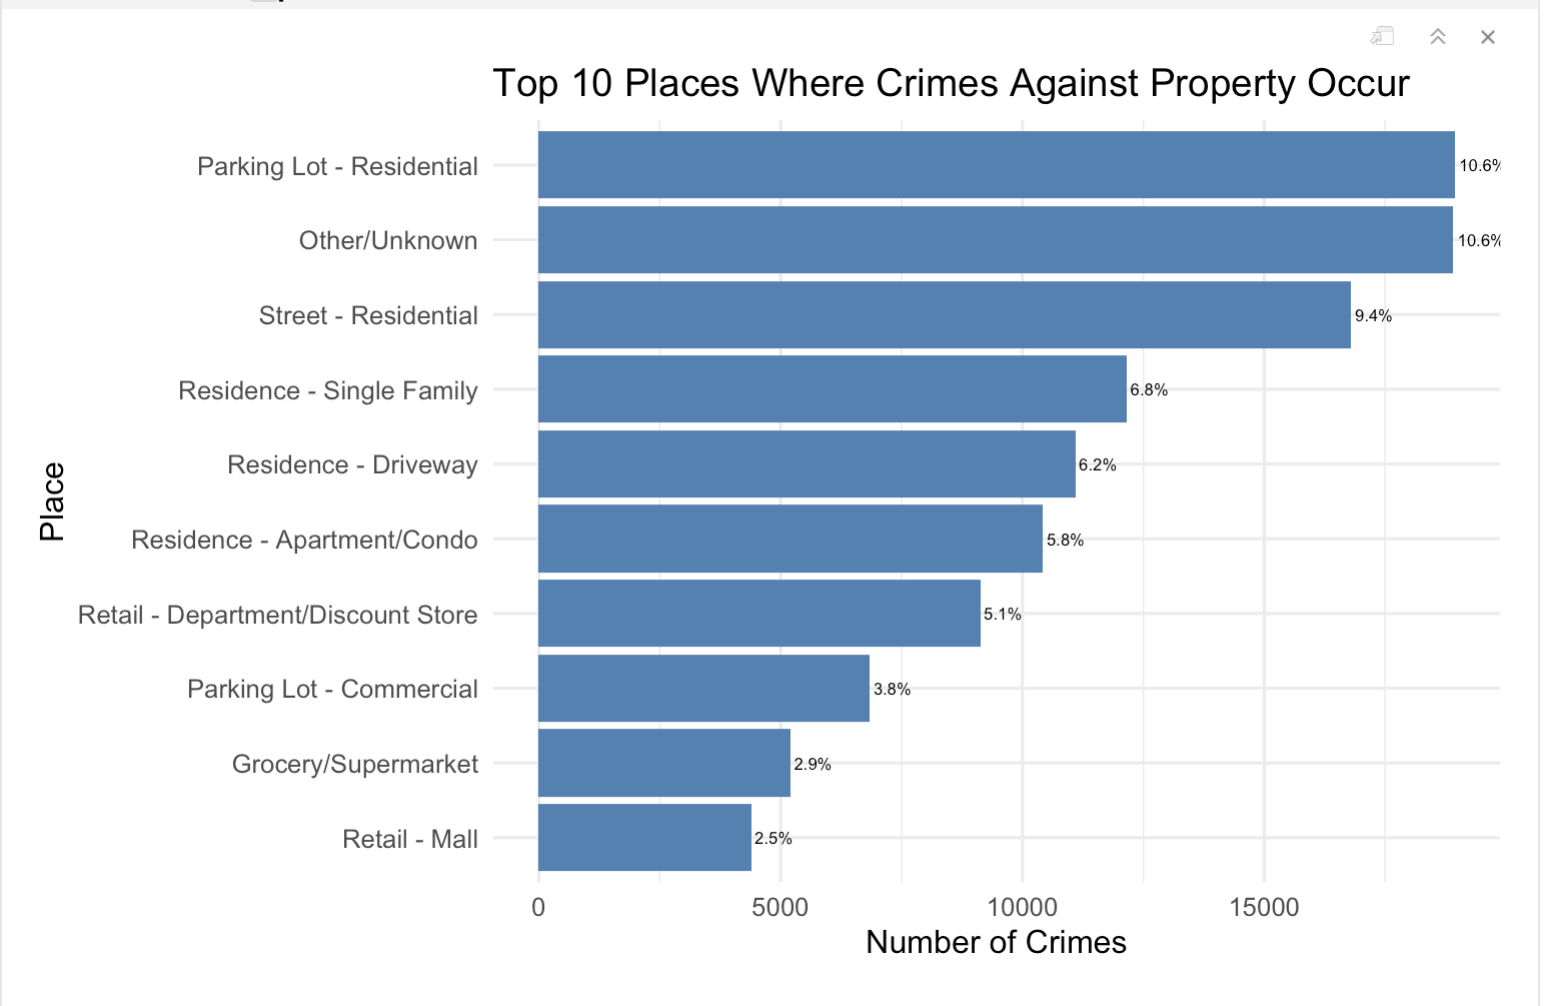 Top 10 Places Where Crimes Against Property Occur
Parking Lot - Residential
10.6%
Other/Unknown
10.6%
Street - Residential
9.4%
Residence - Single Family
6.8%
Residence - Driveway
6.2%
Residence - Apartment/Condo
5.8%
Retail - Department/Discount Store
5.1%
Parking Lot - Commercial
3.8%
Grocery/Supermarket
2.9%
Retail - Mall
2.5%
Place
0 5000 10000 15000
Number of Crimes